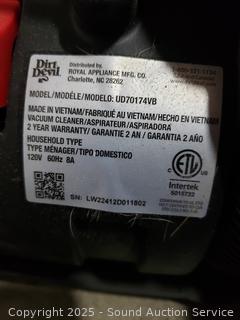 Dirt Devil
Distributed by
ROYAL APPLIANCE MFG. CO.
Charlotte, NC 28262
MODEL/MODÈLE/MODELO: UD70174VB
MADE IN VIETNAM/FABRIQUÉ AU VIETNAM/HECHO EN VIETNAM
VACUUM CLEANER/ASPIRATEUR/ASPIRADORA
2 YEAR WARRANTY/ GARANTIE 2 AN / GARANTIA 2 AÑO
HOUSEHOLD TYPE
TYPE MÉNAGER/TIPO DOMESTICO
120V 60Hz 8A
ETL
Intertek
SN: LW22412D011802
Copyright 2025 - Sound Auction Service